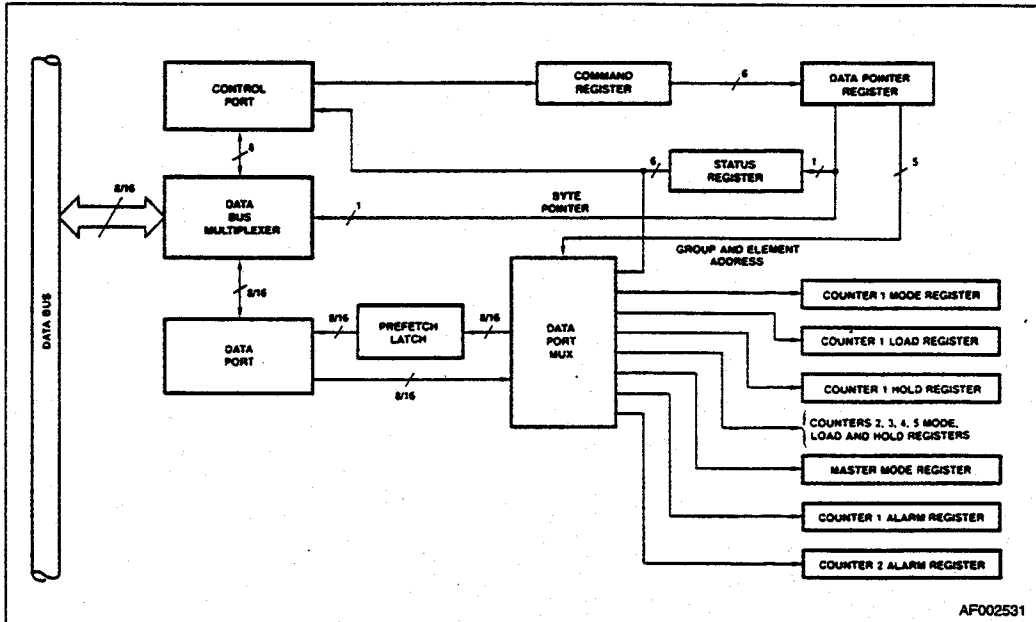 CONTROL
PORT
COMMAND
REGISTER
6
DATA POINTER
REGISTER
8
6
STATUS
REGISTER
1
5
8/16
DATA
BUS
MULTIPLEXER
BYTE
POINTER
1
GROUP AND ELEMENT
ADDRESS
DATA BUS
8/16
DATA
PORT
8/16
PREFETCH
LATCH
8/16
8/16
DATA
PORT
MUX
COUNTER 1 MODE REGISTER
COUNTER 1 LOAD REGISTER
COUNTER 1 HOLD REGISTER
COUNTERS 2, 3, 4, 5 MODE,
LOAD AND HOLD REGISTERS
MASTER MODE REGISTER
COUNTER 1 ALARM REGISTER
COUNTER 2 ALARM REGISTER
AF002531